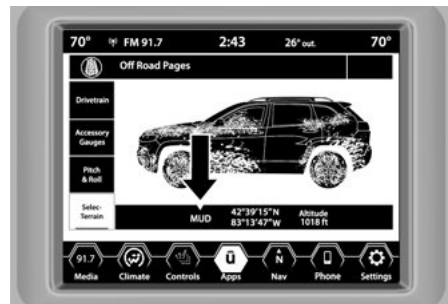 70° FM 91.7 2:43 26° out. 70°
Off Road Pages
Drivetrain
Accessory
Gauges
Pitch
& Roll
Selec-
Terrain
MUD
42°39'15"N
83°13'47"W
Altitude
1018 ft
91.7 ū N
Media Climate Controls Apps Nav Phone Settings